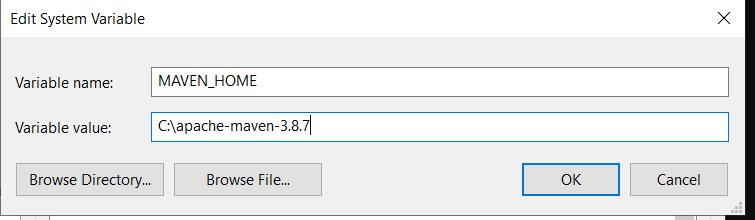 Edit System Variable
Variable name: MAVEN_HOME
Variable value: C:\apache-maven-3.8.7
Browse Directory... Browse File... OK Cancel